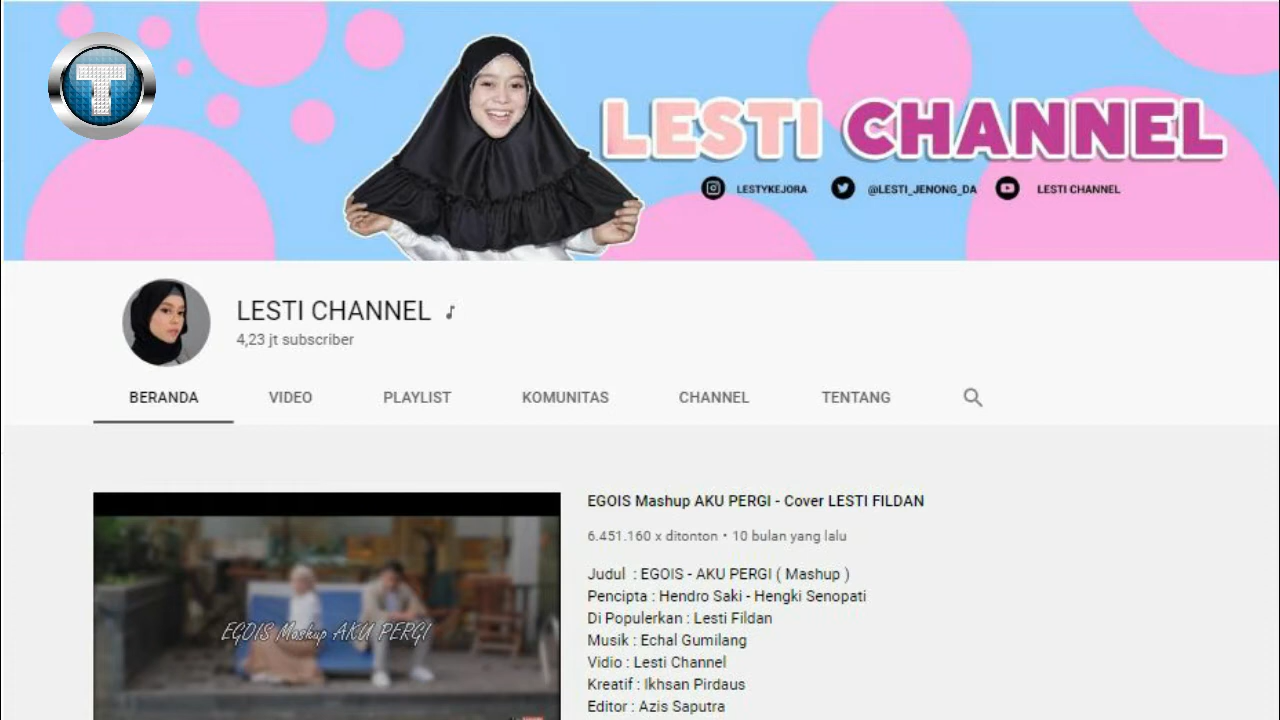 T
LESTI CHANNEL
LESTYKEJORA @LESTI_JENONG_DA LESTI CHANNEL
LESTI CHANNEL
4,23 jt subscriber
BERANDA VIDEO PLAYLIST KOMUNITAS CHANNEL TENTANG
EGOIS Mashup AKU PERGI
EGOIS Mashup AKU PERGI - Cover LESTI FILDAN
6.451.160 x ditonton • 10 bulan yang lalu
Judul : EGOIS - AKU PERGI ( Mashup )
Pencipta : Hendro Saki - Hengki Senopati
Di Populerkan : Lesti Fildan
Musik : Echal Gumilang
Vidio : Lesti Channel
Kreatif : Ikhsan Pirdaus
Editor : Azis Saputra